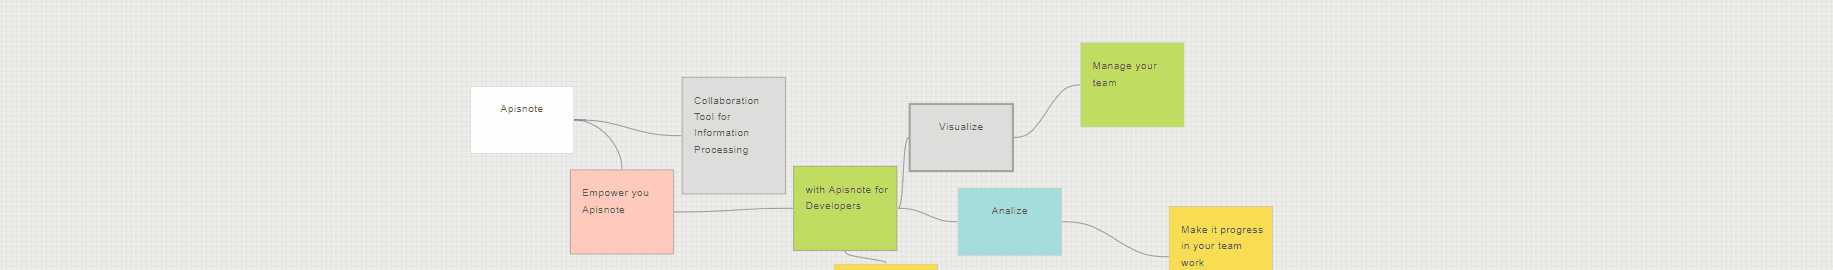 Apisnote
Collaboration
Tool for
Information
Processing
Empower you
Apisnote
with Apisnote for
Developers
Visualize
Manage your
team
Analize
Make it progress
in your team
work